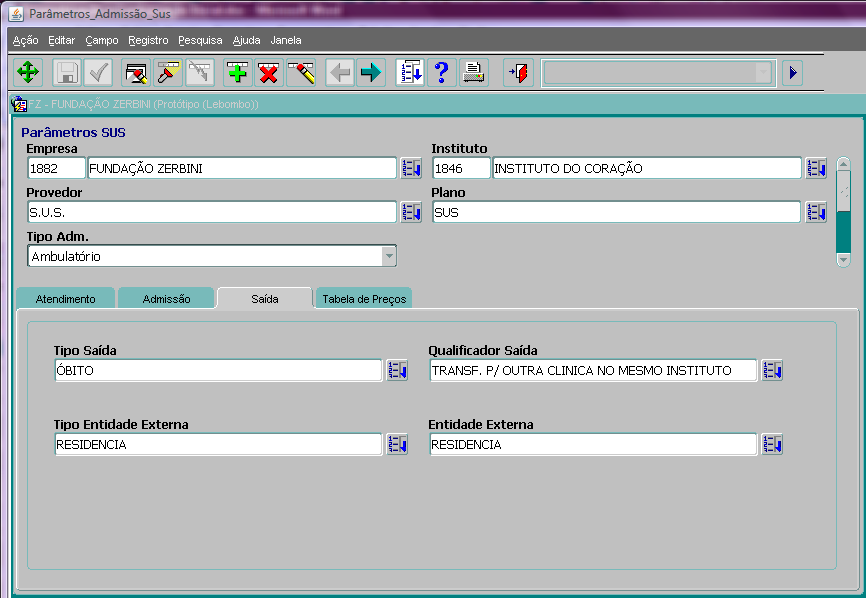 Parâmetros_Admissão_Sus
Ação Editar Campo Registro Pesquisa Ajuda Janela
FZ - FUNDAÇÃO ZERBINI (Protótipo (Lebombo))
Parâmetros SUS
Empresa Instituto
1882 FUNDAÇÃO ZERBINI 1846 INSTITUTO DO CORAÇÃO
Provedor Plano
S.U.S. SUS
Tipo Adm.
Ambulatório
Atendimento Admissão Saída Tabela de Preços
Tipo Saída Qualificador Saída
ÓBITO TRANSF. P/ OUTRA CLINICA NO MESMO INSTITUTO
Tipo Entidade Externa Entidade Externa
RESIDENCIA RESIDENCIA